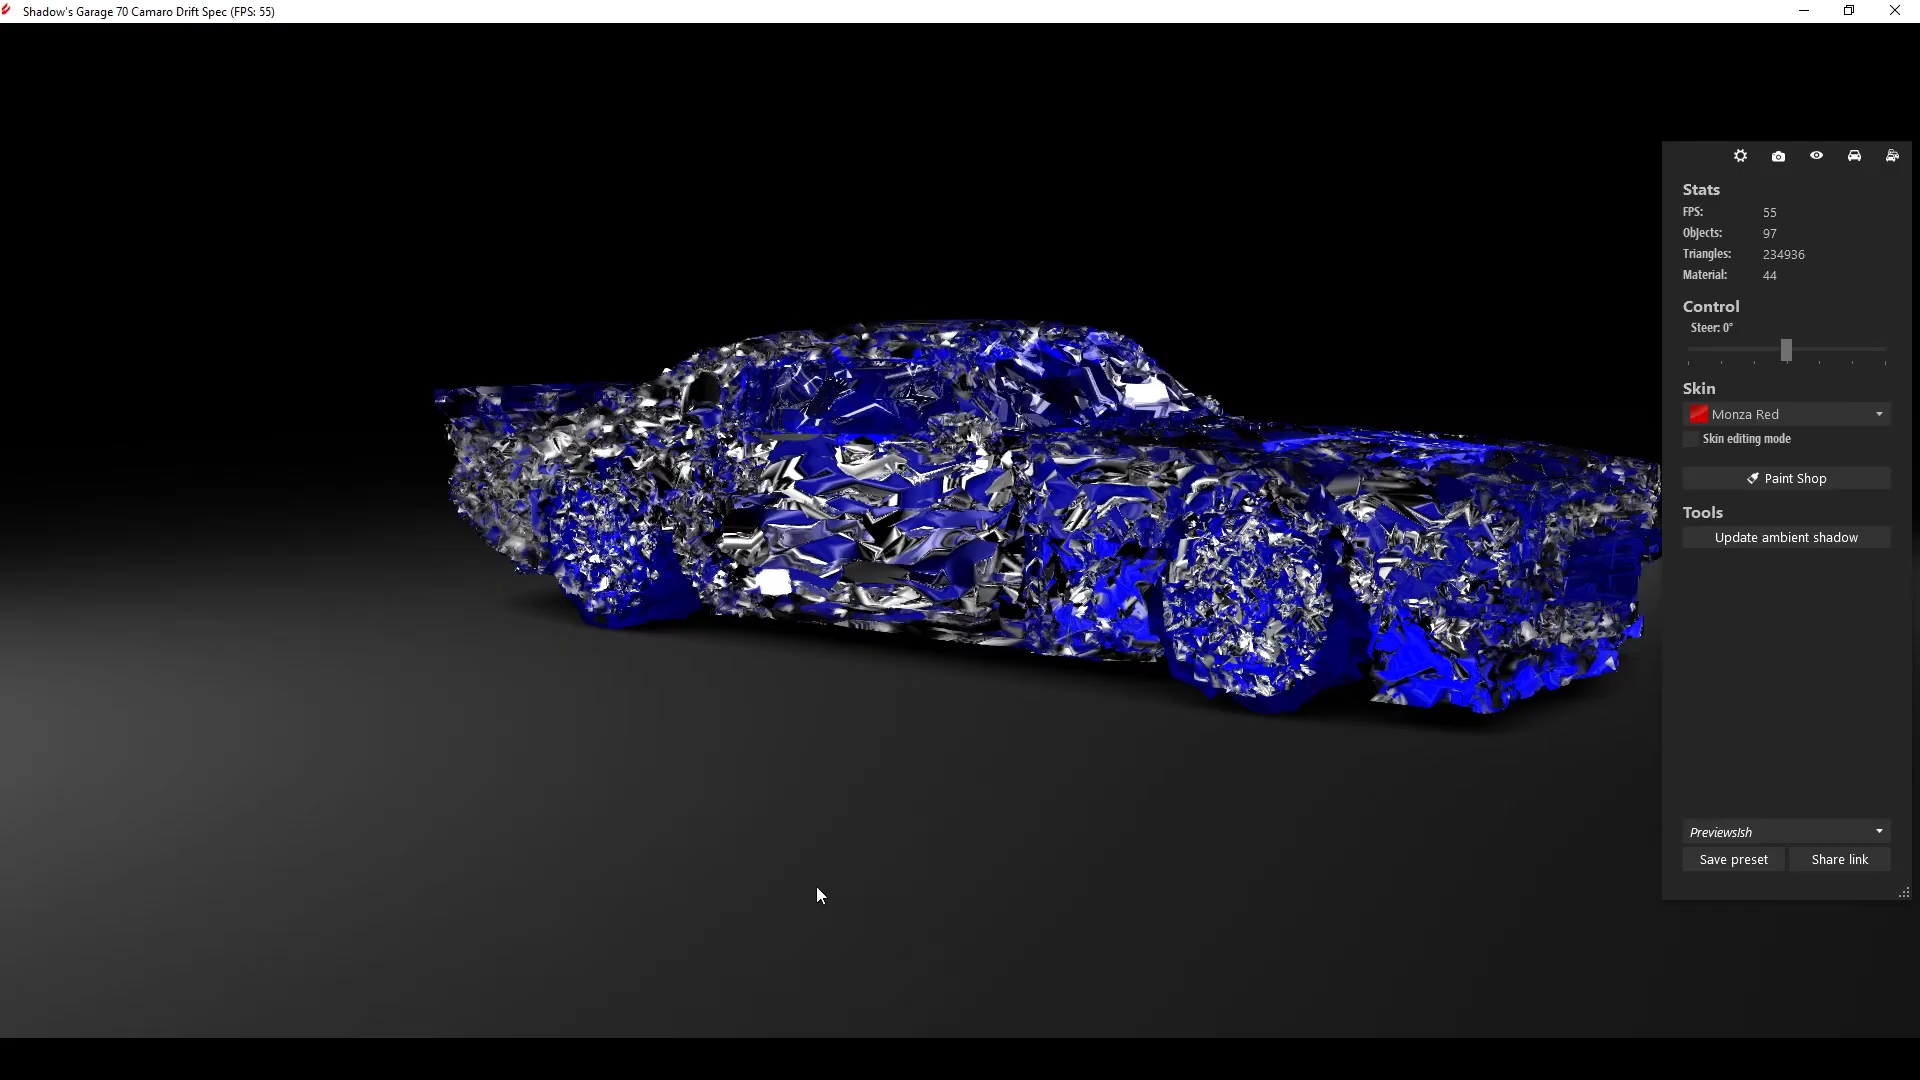 Shadow's Garage 70 Camaro Drift Spec (FPS: 55)
Stats
FPS: 55
Objects: 97
Triangles: 234936
Material: 44
Control
Steer: 0°
Skin
Monza Red
Skin editing mode
Paint Shop
Tools
Update ambient shadow
PreviewsIsh
Save preset Share link